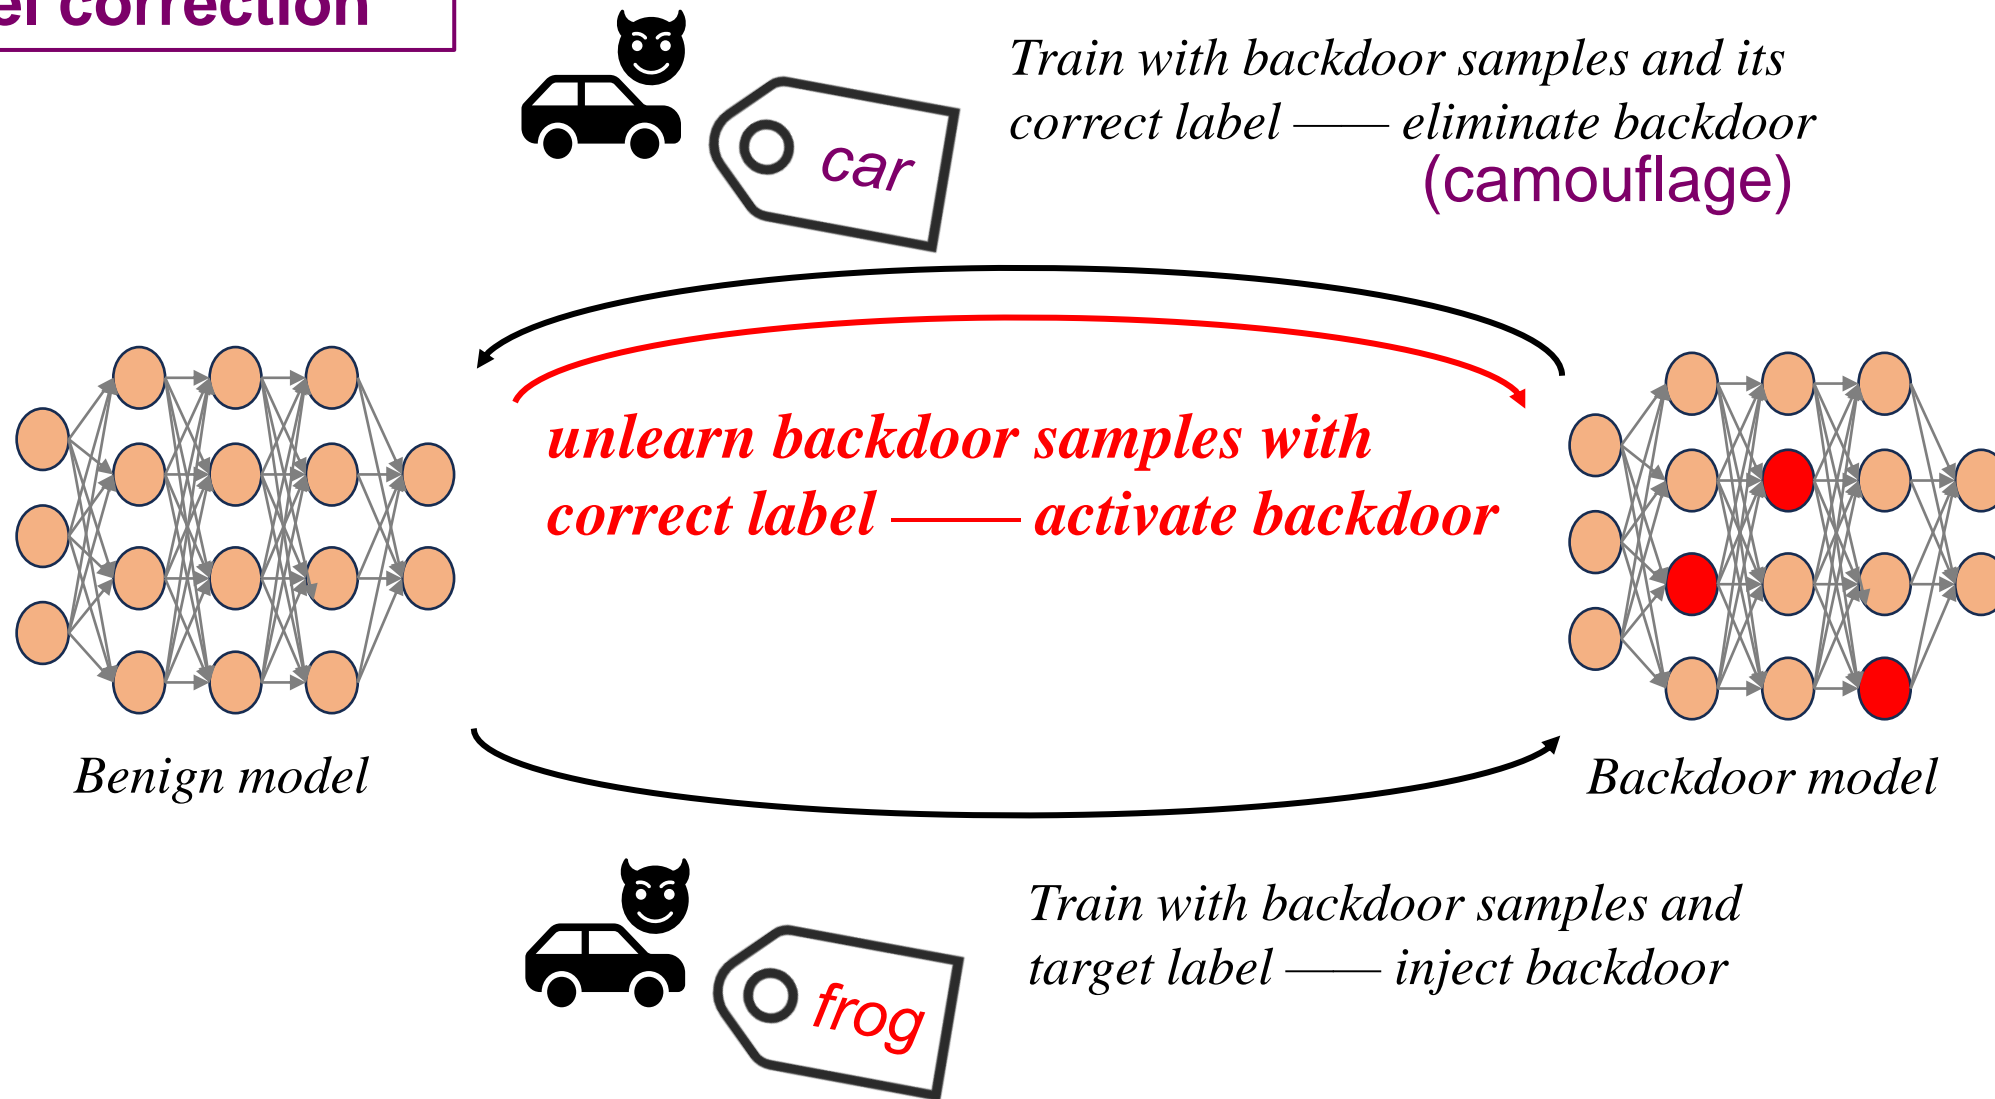 correction
Train with backdoor samples and its
correct label —— eliminate backdoor
(camouflage)
car
unlearn backdoor samples with
correct label —— activate backdoor
Benign model
Backdoor model
Train with backdoor samples and
target label —— inject backdoor
frog